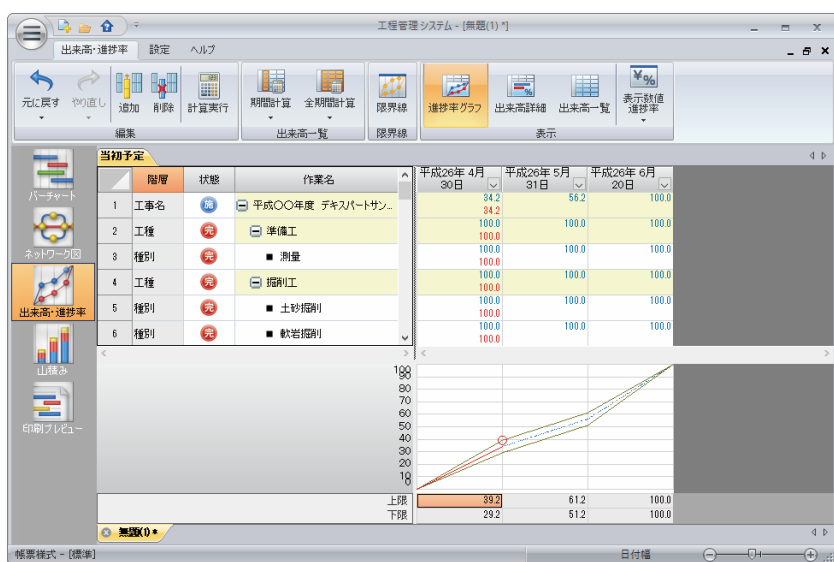 工程管理システム - [無題(1) *]
出来高・進捗率 設定 ヘルプ
元に戻す やり直し 追加 削除 計算実行 期間計算 全期間計算 限界線 進捗率グラフ 出来高詳細 出来高一覧 表示数値
進捗率
編集 出来高一覧 限界線 表示
当初予定
バーチャート
ネットワーク図
出来高・進捗率
山積み
印刷プレビュー
階層 状態 作業名 平成26年 4月 平成26年 5月 平成26年 6月
30日 31日 20日
1 工事名 施 平成〇〇年度 デキスパートサン... 34.2 56.2 100.0
34.2
2 工種 完 準備工 100.0 100.0 100.0
100.0
3 種別 完 測量 100.0 100.0 100.0
100.0
4 工種 完 掘削工 100.0 100.0 100.0
100.0
5 種別 完 土砂掘削 100.0 100.0 100.0
100.0
6 種別 完 軟岩掘削 100.0 100.0 100.0
100.0
80
70
60
50
40
30
20
上限 39.2 61.2 100.0
下限 29.2 51.2 100.0
無題(1) *
帳票様式 - [標準] 日付幅